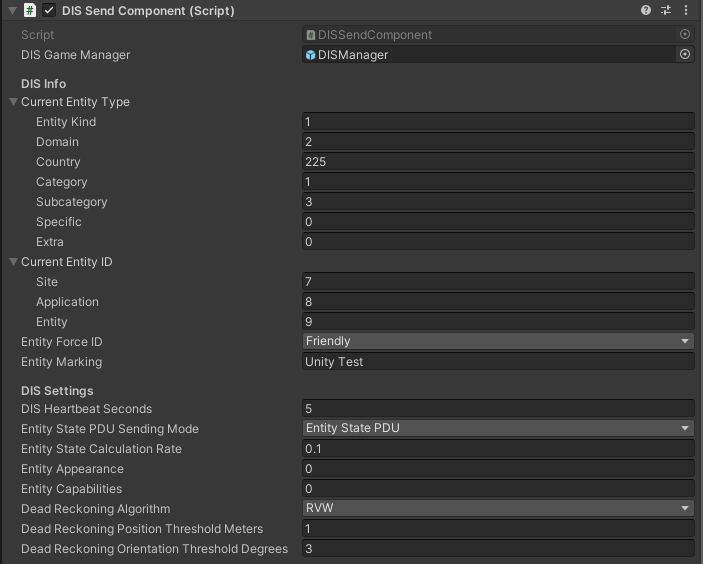 DIS Send Component (Script)
Script DISSendComponent
DIS Game Manager DISManager
DIS Info
Current Entity Type
Entity Kind 1
Domain 2
Country 225
Category 1
Subcategory 3
Specific 0
Extra 0
Current Entity ID
Site 7
Application 8
Entity 9
Entity Force ID Friendly
Entity Marking Unity Test
DIS Settings
DIS Heartbeat Seconds 5
Entity State PDU Sending Mode Entity State PDU
Entity State Calculation Rate 0.1
Entity Appearance 0
Entity Capabilities 0
Dead Reckoning Algorithm RVW
Dead Reckoning Position Threshold Meters 1
Dead Reckoning Orientation Threshold Degrees 3